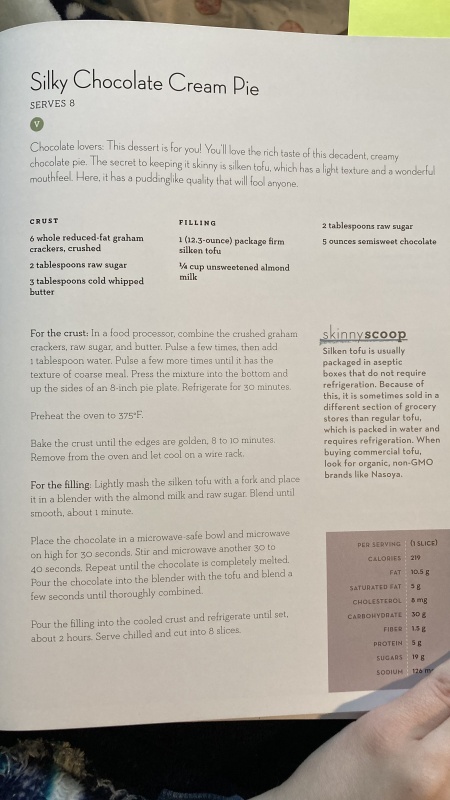 Silky Chocolate Cream Pie
SERVES 8
V
Chocolate lovers: This dessert is for you! You'll love the rich taste of this decadent, creamy
chocolate pie. The secret to keeping it skinny is silken tofu, which has a light texture and a wonderful
mouthfeel. Here, it has a puddinglike quality that will fool anyone.
CRUST
6 whole reduced-fat graham
crackers, crushed
2 tablespoons raw sugar
3 tablespoons cold whipped
butter
FILLING
1 (12.3-ounce) package firm
silken tofu
¼ cup unsweetened almond
milk
2 tablespoons raw sugar
5 ounces semisweet chocolate
For the crust: In a food processor, combine the crushed graham
crackers, raw sugar, and butter. Pulse a few times, then add
1 tablespoon water. Pulse a few more times until it has the
texture of coarse meal. Press the mixture into the bottom and
up the sides of an 8-inch pie plate. Refrigerate for 30 minutes.
Preheat the oven to 375°F.
Bake the crust until the edges are golden, 8 to 10 minutes.
Remove from the oven and let cool on a wire rack.
For the filling: Lightly mash the silken tofu with a fork and place
it in a blender with the almond milk and raw sugar. Blend until
smooth, about 1 minute.
Place the chocolate in a microwave-safe bowl and microwave
on high for 30 seconds. Stir and microwave another 30 to
40 seconds. Repeat until the chocolate is completely melted.
Pour the chocolate into the blender with the tofu and blend a
few seconds until thoroughly combined.
Pour the filling into the cooled crust and refrigerate until set,
about 2 hours. Serve chilled and cut into 8 slices.
skinnyscoop
Silken tofu is usually
packaged in aseptic
boxes that do not require
refrigeration. Because of
this, it is sometimes sold in a
different section of grocery
stores than regular tofu,
which is packed in water and
requires refrigeration. When
buying commercial tofu,
look for organic, non-GMO
brands like Nasoya.
PER SERVING (1 SLICE)
CALORIES 219
FAT 10.5 g
SATURATED FAT 5 g
CHOLESTEROL 8 mg
CARBOHYDRATE 30 g
FIBER 1.5 g
PROTEIN 5 g
SUGARS 19 g
SODIUM 126 m